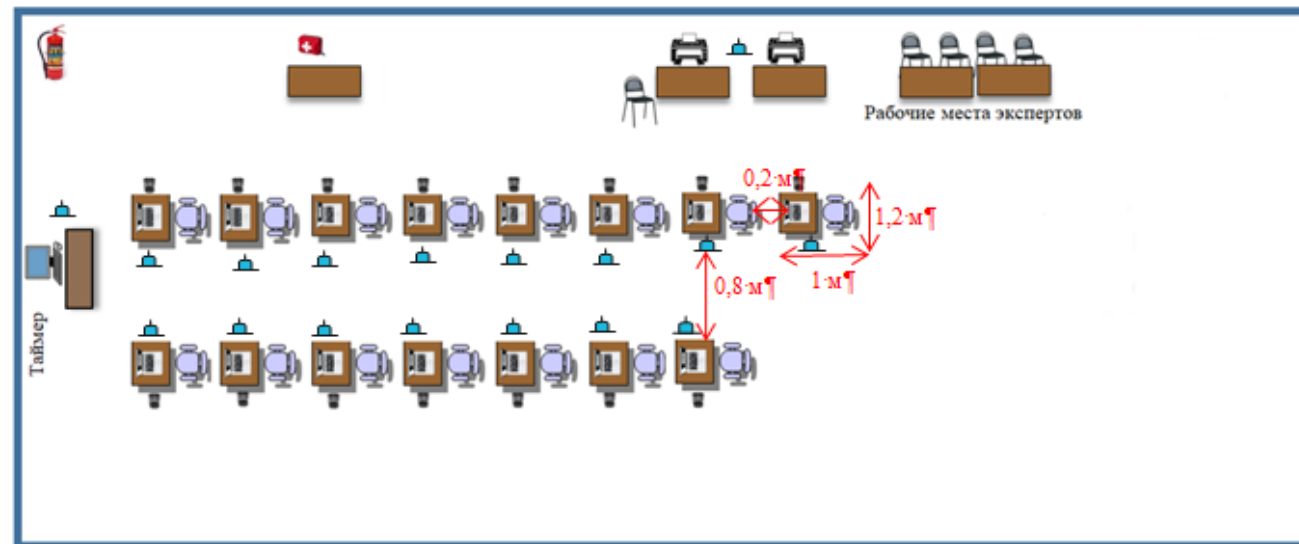 Рабочие места экспертов
0,2·м¶
1,2·м¶
0,8·м¶
1·м¶
Таймер